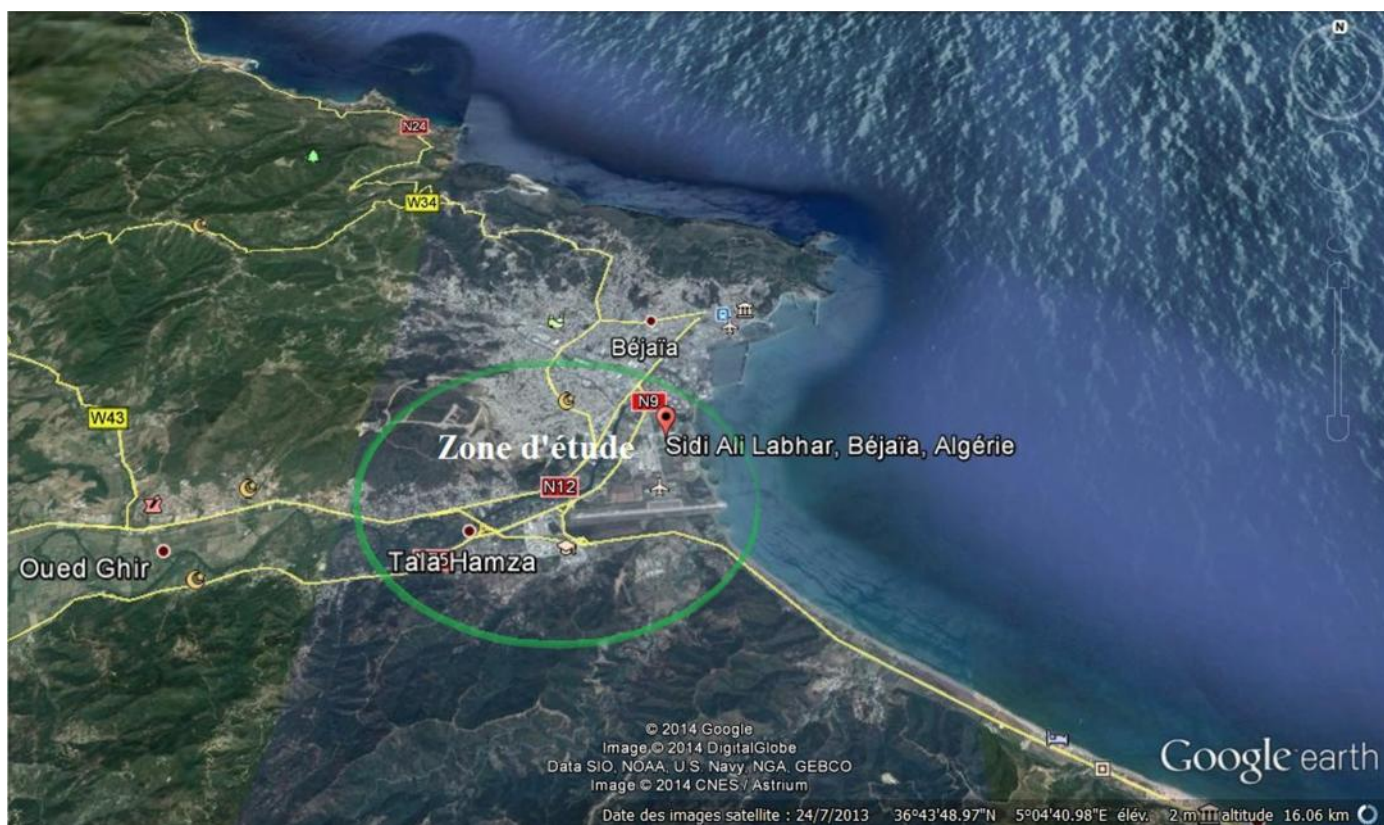 N
N24
W34
Béjaïa
N9
W43
Zone d'étude
Sidi Ali Labhar, Béjaïa, Algérie
N12
Tala Hamza
Oued Ghir
© 2014 Google
Image © 2014 DigitalGlobe
Data SIO, NOAA, U.S. Navy, NGA, GEBCO
Image © 2014 CNES / Astrium
Google earth
Date des images satellite : 24/7/2013 36°43'48.97"N 5°04'40.98"E élév. 2 m altitude 16.06 km